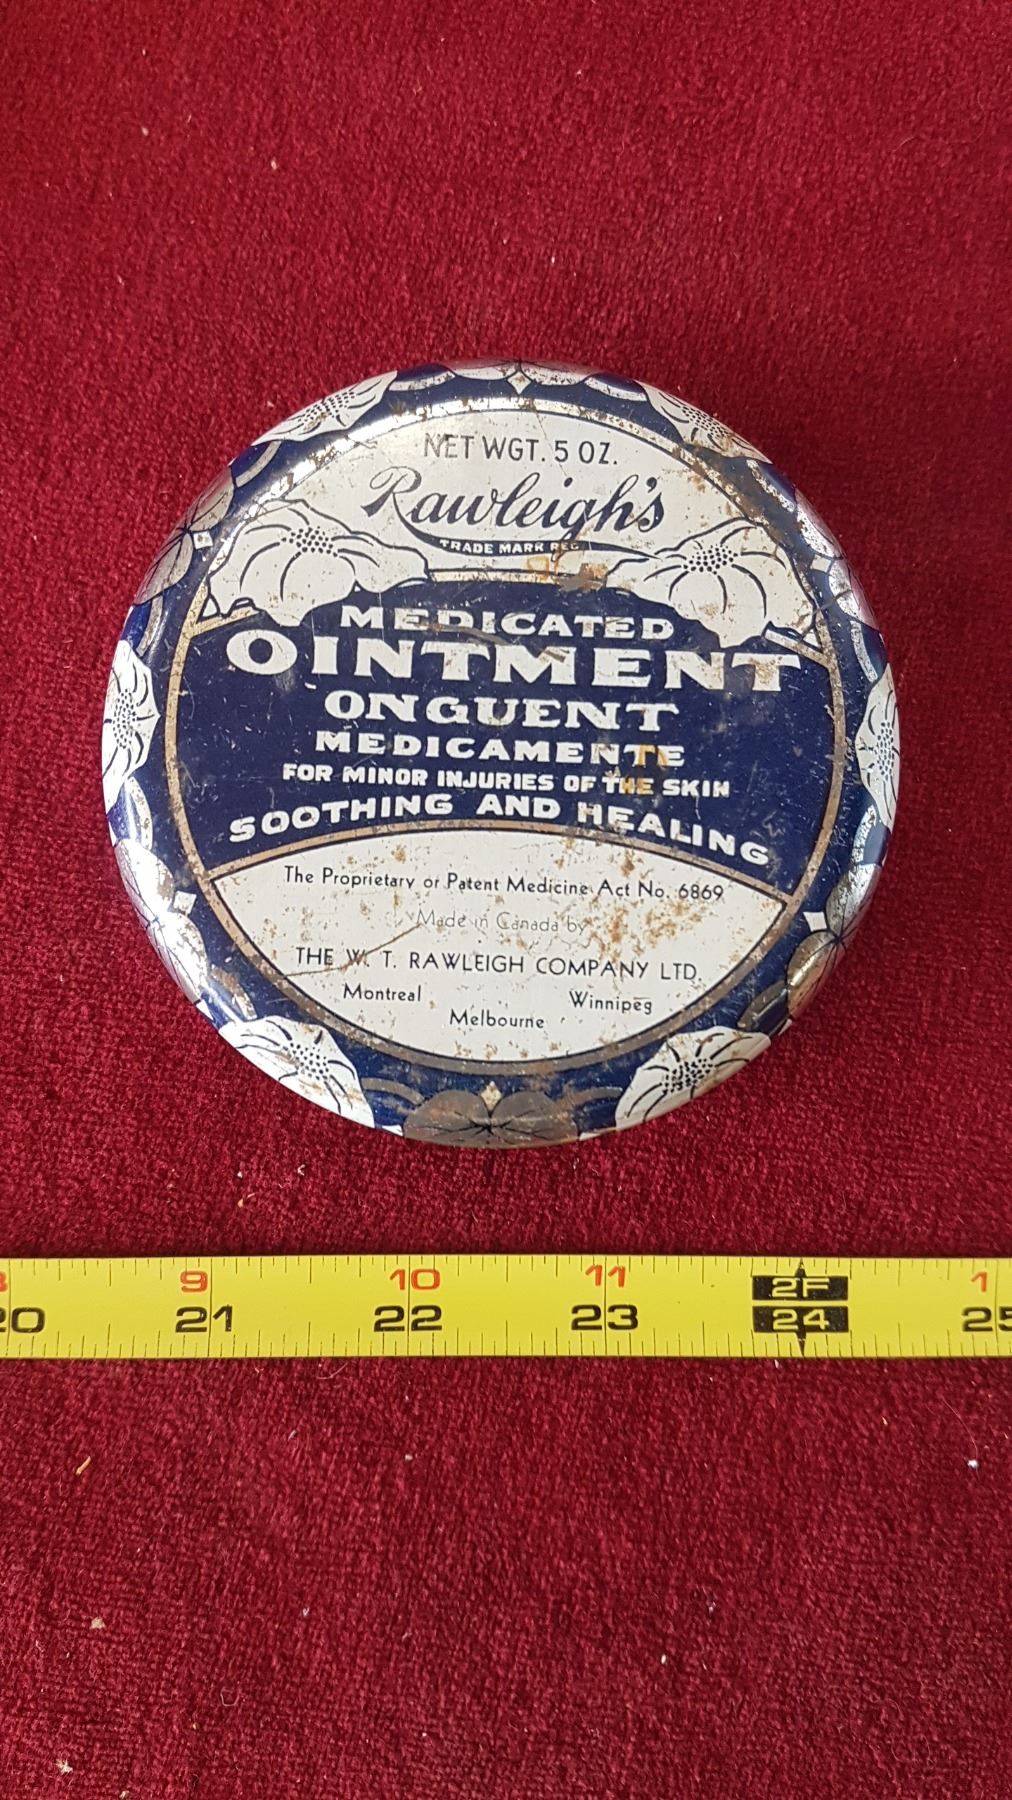 NET WGT. 5 OZ.
Rawleigh's
TRADE MARK REG
MEDICATED
OINTMENT
ONGUENT
MEDICAMENTE
FOR MINOR INJURIES OF THE SKIN
SOOTHING AND HEALING
The Proprietary or Patent Medicine Act No. 6869
Made in Canada by
THE W. T. RAWLEIGH COMPANY LTD.
Montreal Winnipeg
Melbourne
8 9 10 11 2F 1
20 21 22 23 24 25